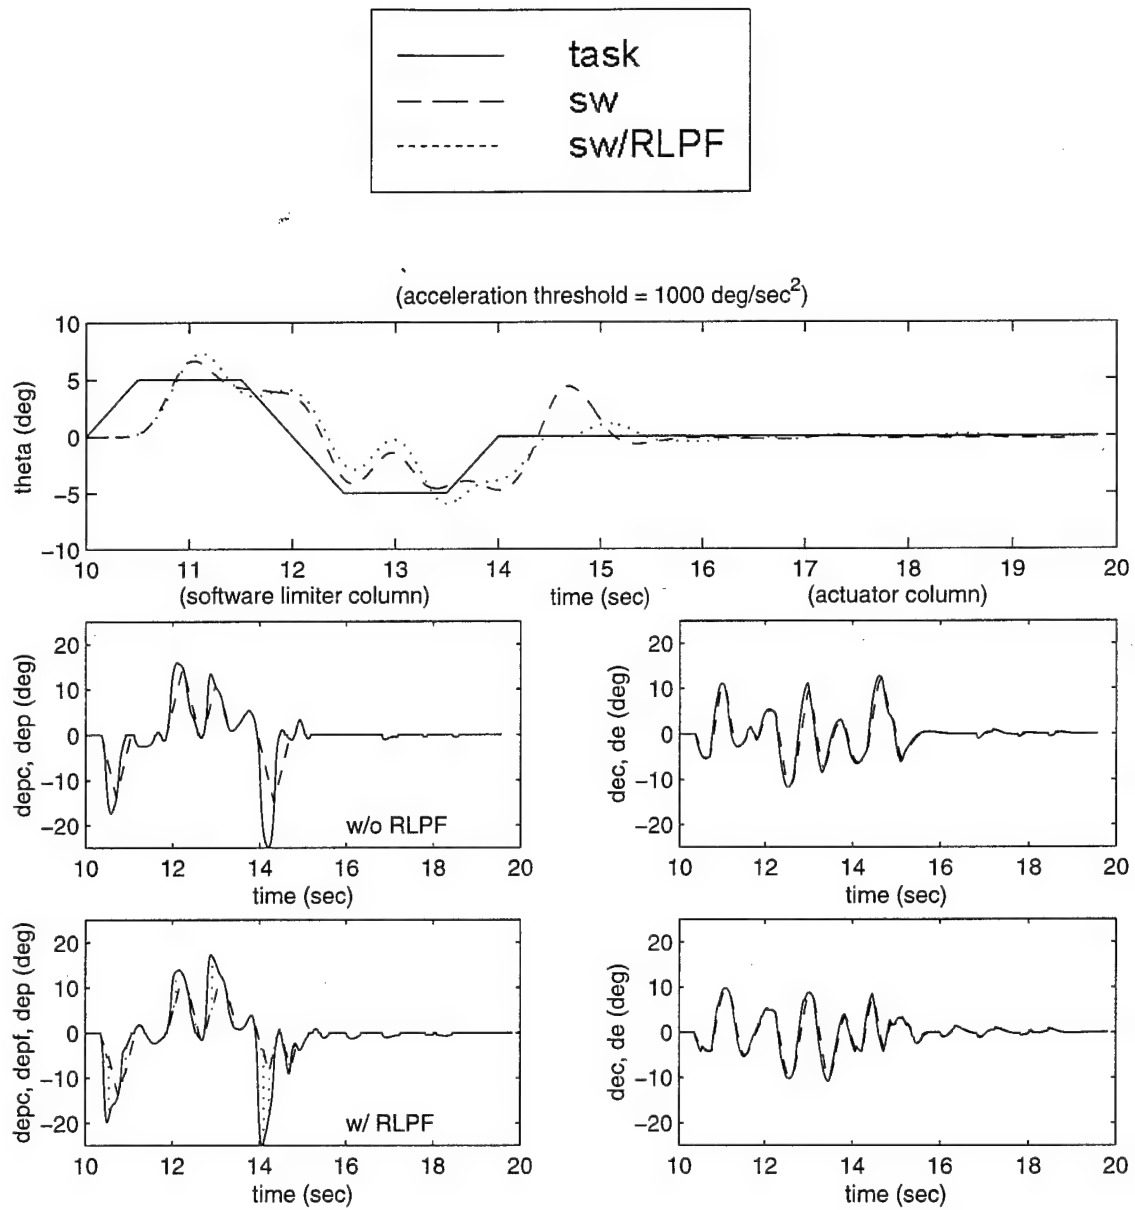 task
sw
sw/RLPF
(acceleration threshold = 1000 deg/sec²)
theta (deg)
10
5
0
−5
−10
10 11 12 13 14 15 16 17 18 19 20
(software limiter column) time (sec) (actuator column)
depc, dep (deg)
20
10
0
−10
−20
w/o RLPF
10 12 14 16 18 20
time (sec)
dec, de (deg)
20
10
0
−10
−20
10 12 14 16 18 20
time (sec)
depc, depf, dep (deg)
20
10
0
−10
−20
w/ RLPF
10 12 14 16 18 20
time (sec)
dec, de (deg)
20
10
0
−10
−20
10 12 14 16 18 20
time (sec)